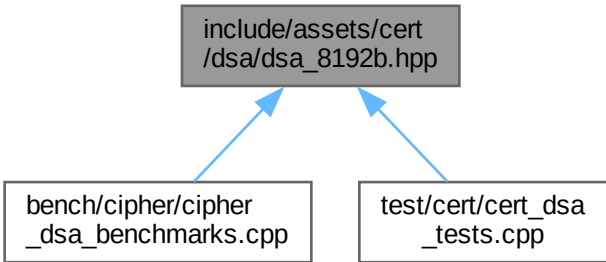 include/assets/cert
/dsa/dsa_8192b.hpp
bench/cipher/cipher
_dsa_benchmarks.cpp
test/cert/cert_dsa
_tests.cpp